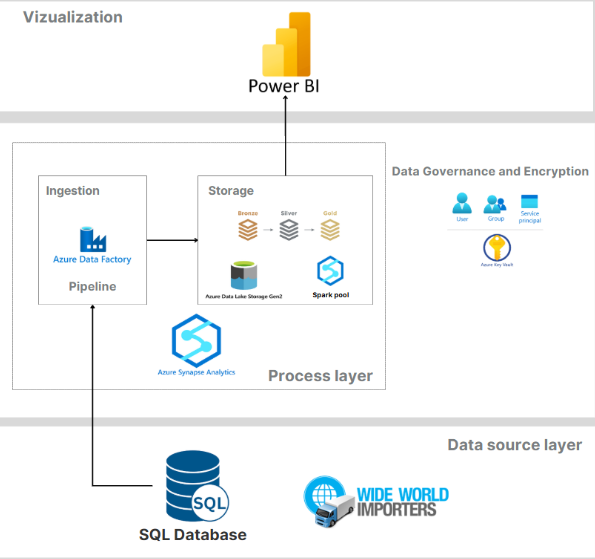 Vizualization
Power BI
Data Governance and Encryption
Ingestion
Storage
Bronze
Silver
Gold
User
Group
Service
principal
Azure Data Factory
Azure Key Vault
Pipeline
Azure Data Lake Storage Gen2
Spark pool
Azure Synapse Analytics
Process layer
Data source layer
SQL
WIDE WORLD
IMPORTERS
SQL Database